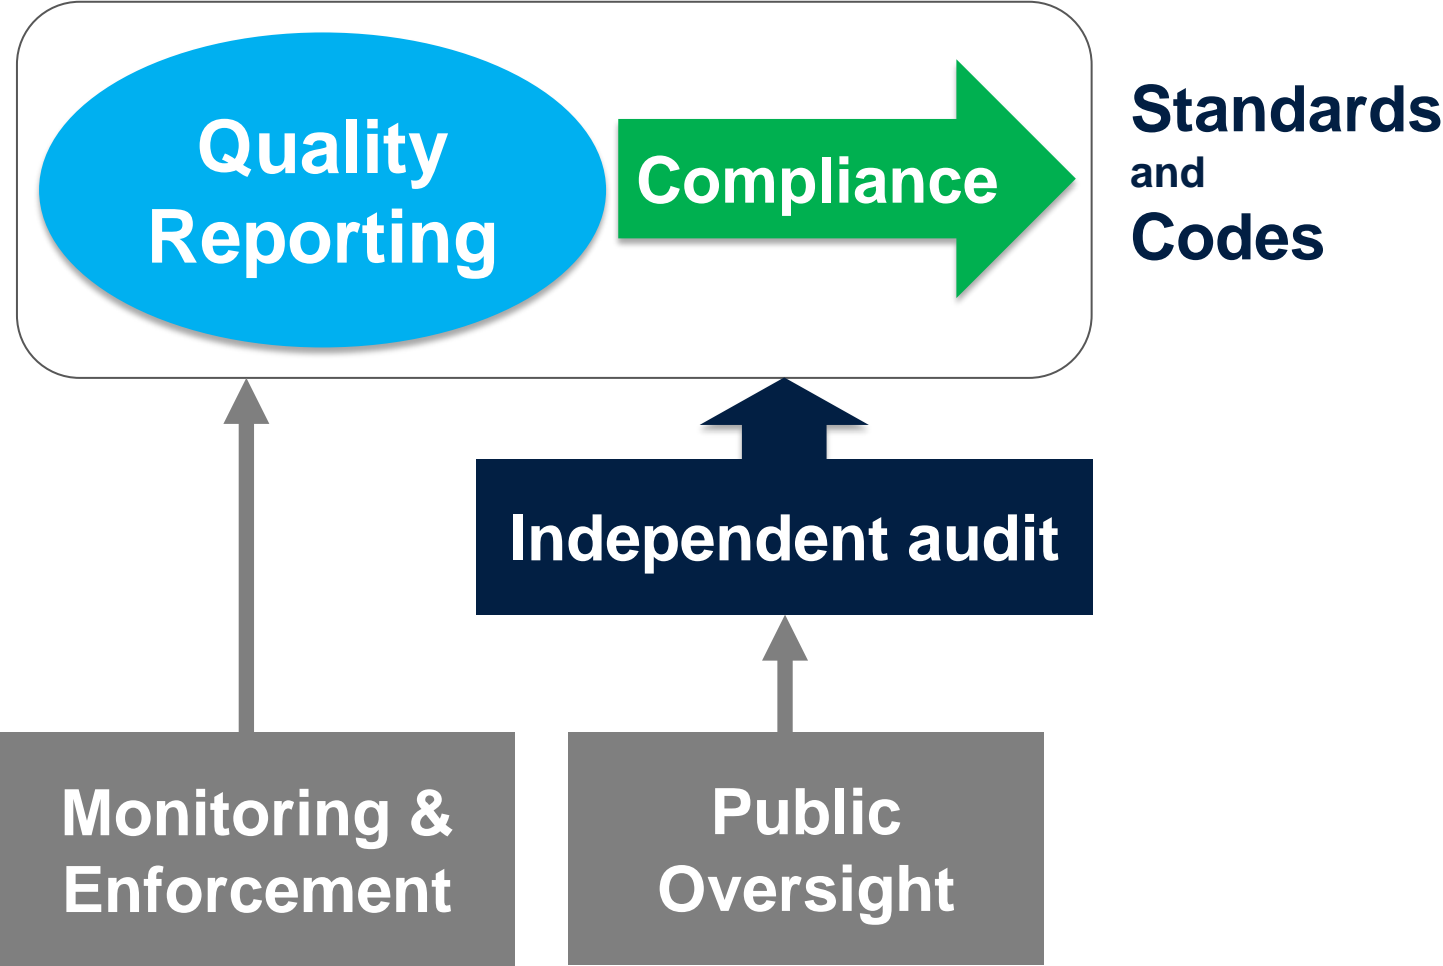 Quality
Reporting
Compliance
Standards
and
Codes
Independent audit
Monitoring &
Enforcement
Public
Oversight